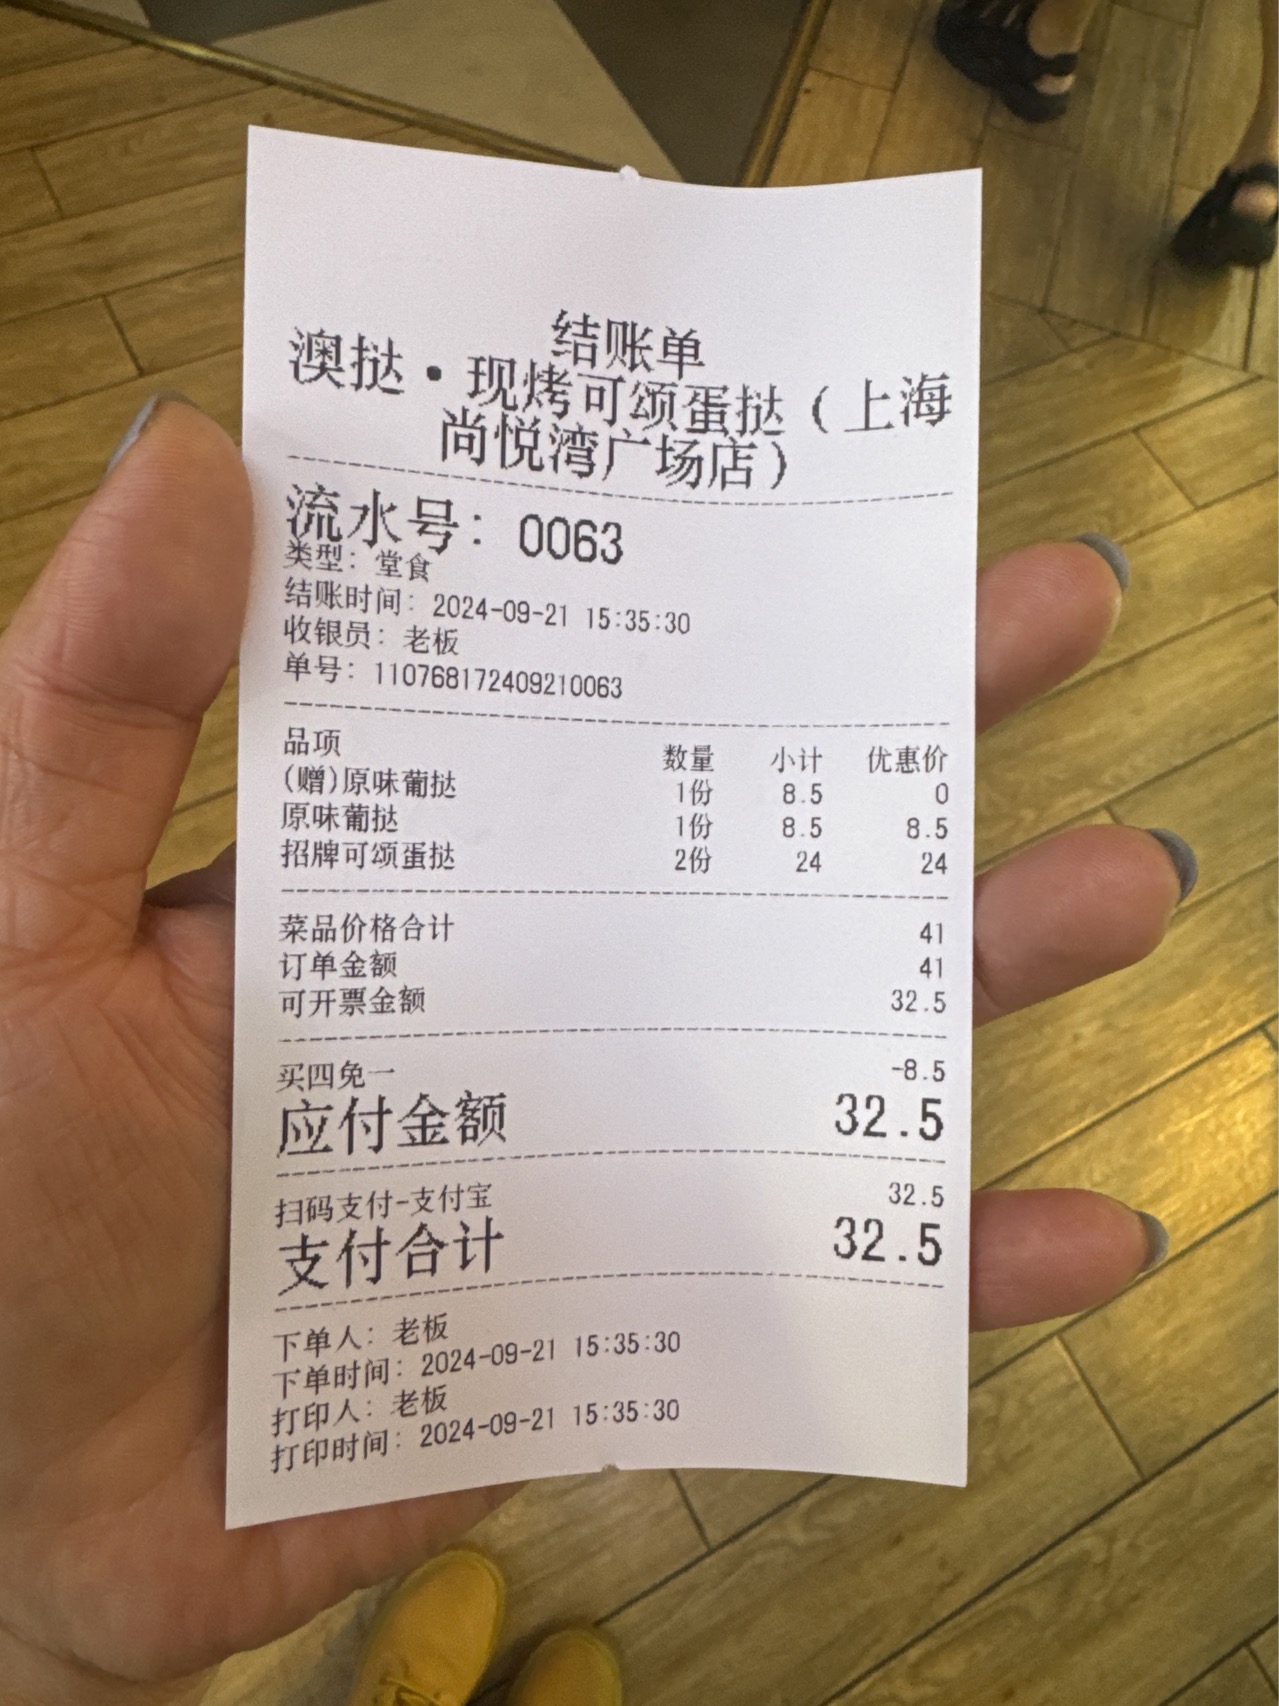 结账单
澳挞·现烤可颂蛋挞（上海
尚悦湾广场店）
流水号：0063
类型：堂食
结账时间：2024-09-21 15:35:30
收银员：老板
单号：110768172409210063
品项 数量 小计 优惠价
(赠)原味葡挞 1份 8.5 0
原味葡挞 1份 8.5 8.5
招牌可颂蛋挞 2份 24 24
菜品价格合计 41
订单金额 41
可开票金额 32.5
买四免一 -8.5
应付金额 32.5
扫码支付-支付宝 32.5
支付合计 32.5
下单人：老板
下单时间：2024-09-21 15:35:30
打印人：老板
打印时间：2024-09-21 15:35:30